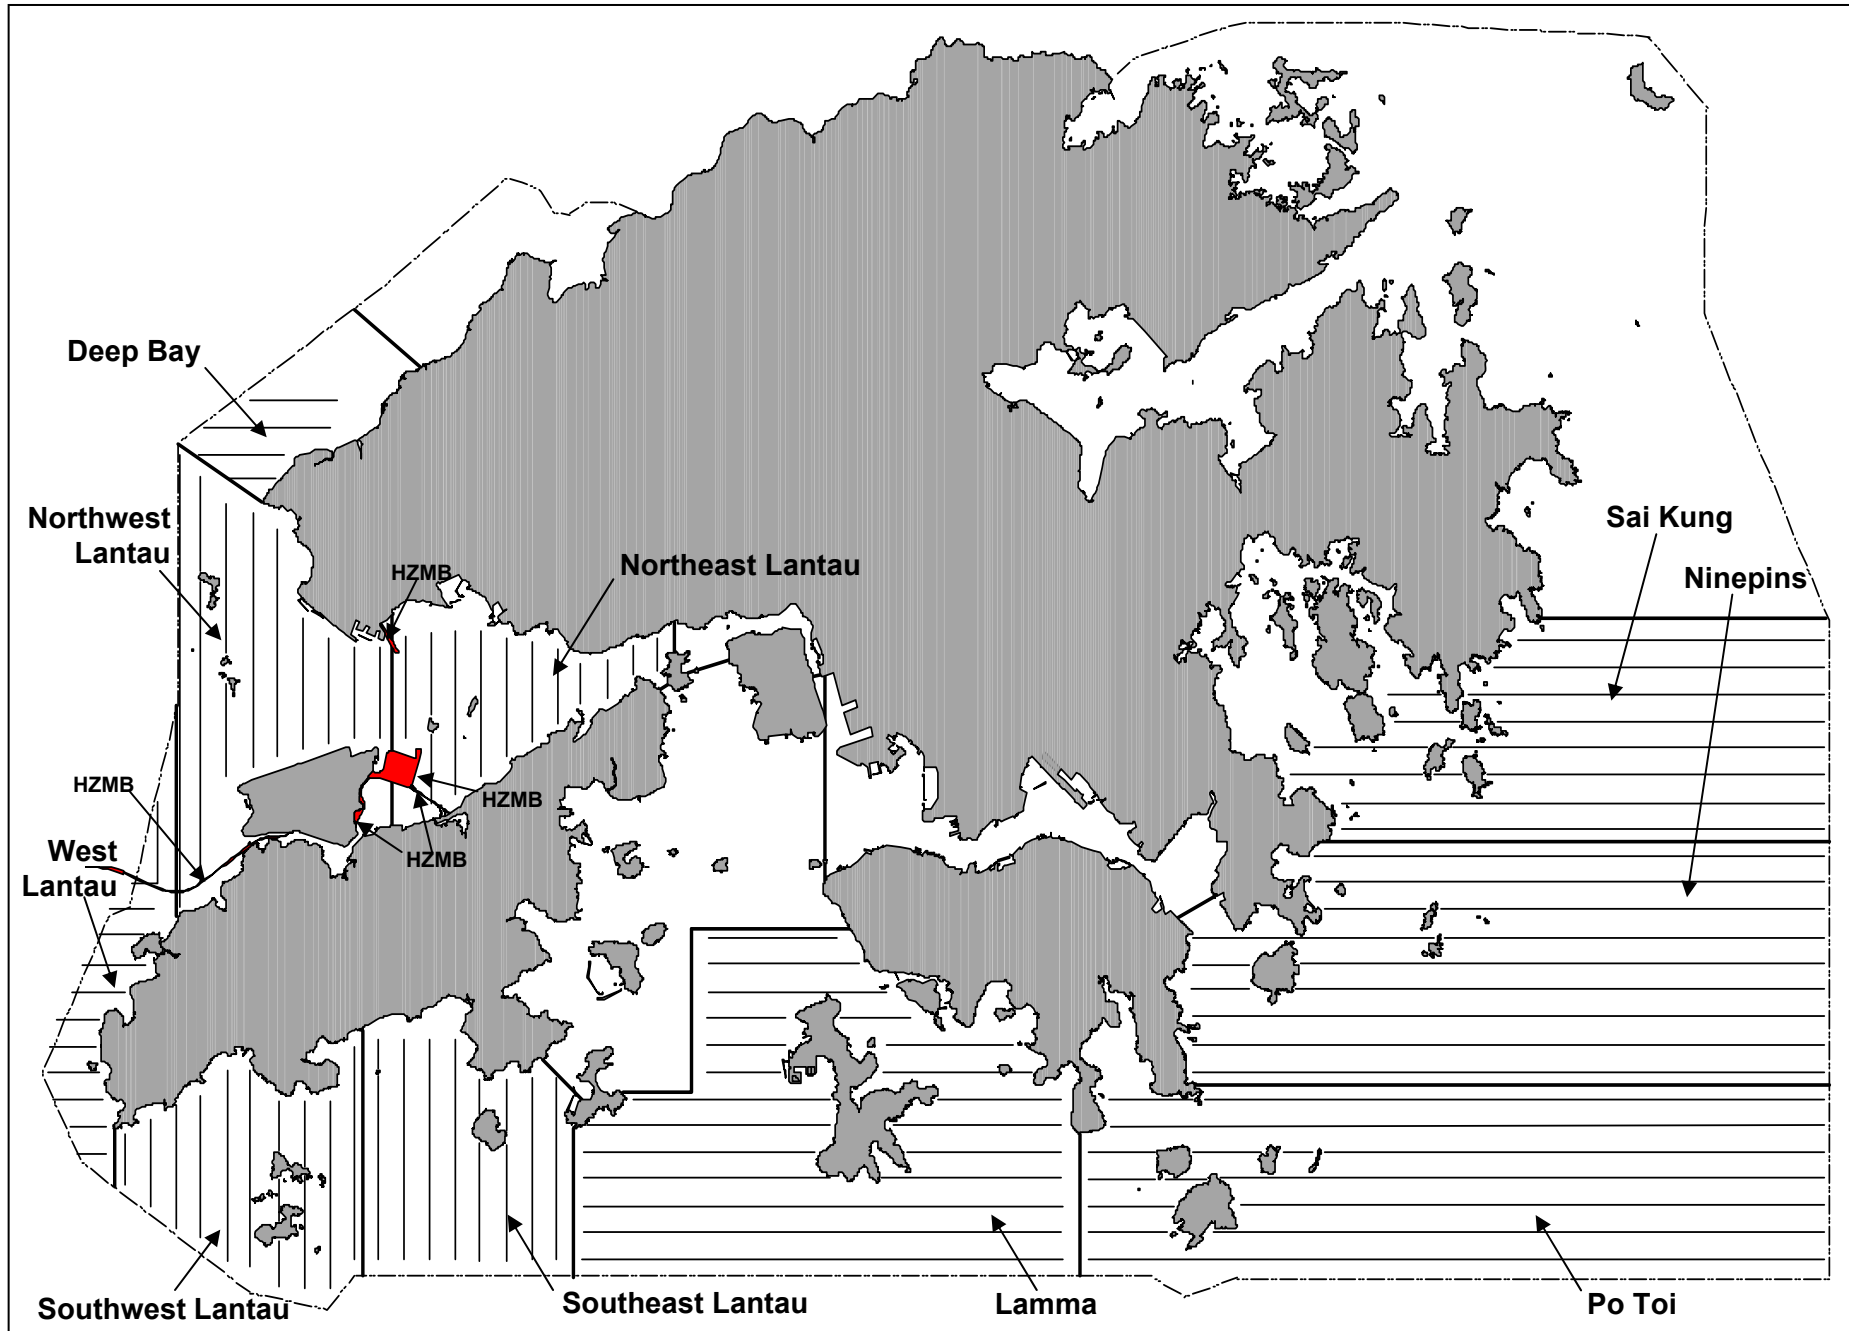 Deep Bay
Northwest
Lantau
HZMB
Northeast Lantau
Sai Kung
Ninepins
HZMB
HZMB
HZMB
West
Lantau
Southwest Lantau
Southeast Lantau
Lamma
Po Toi